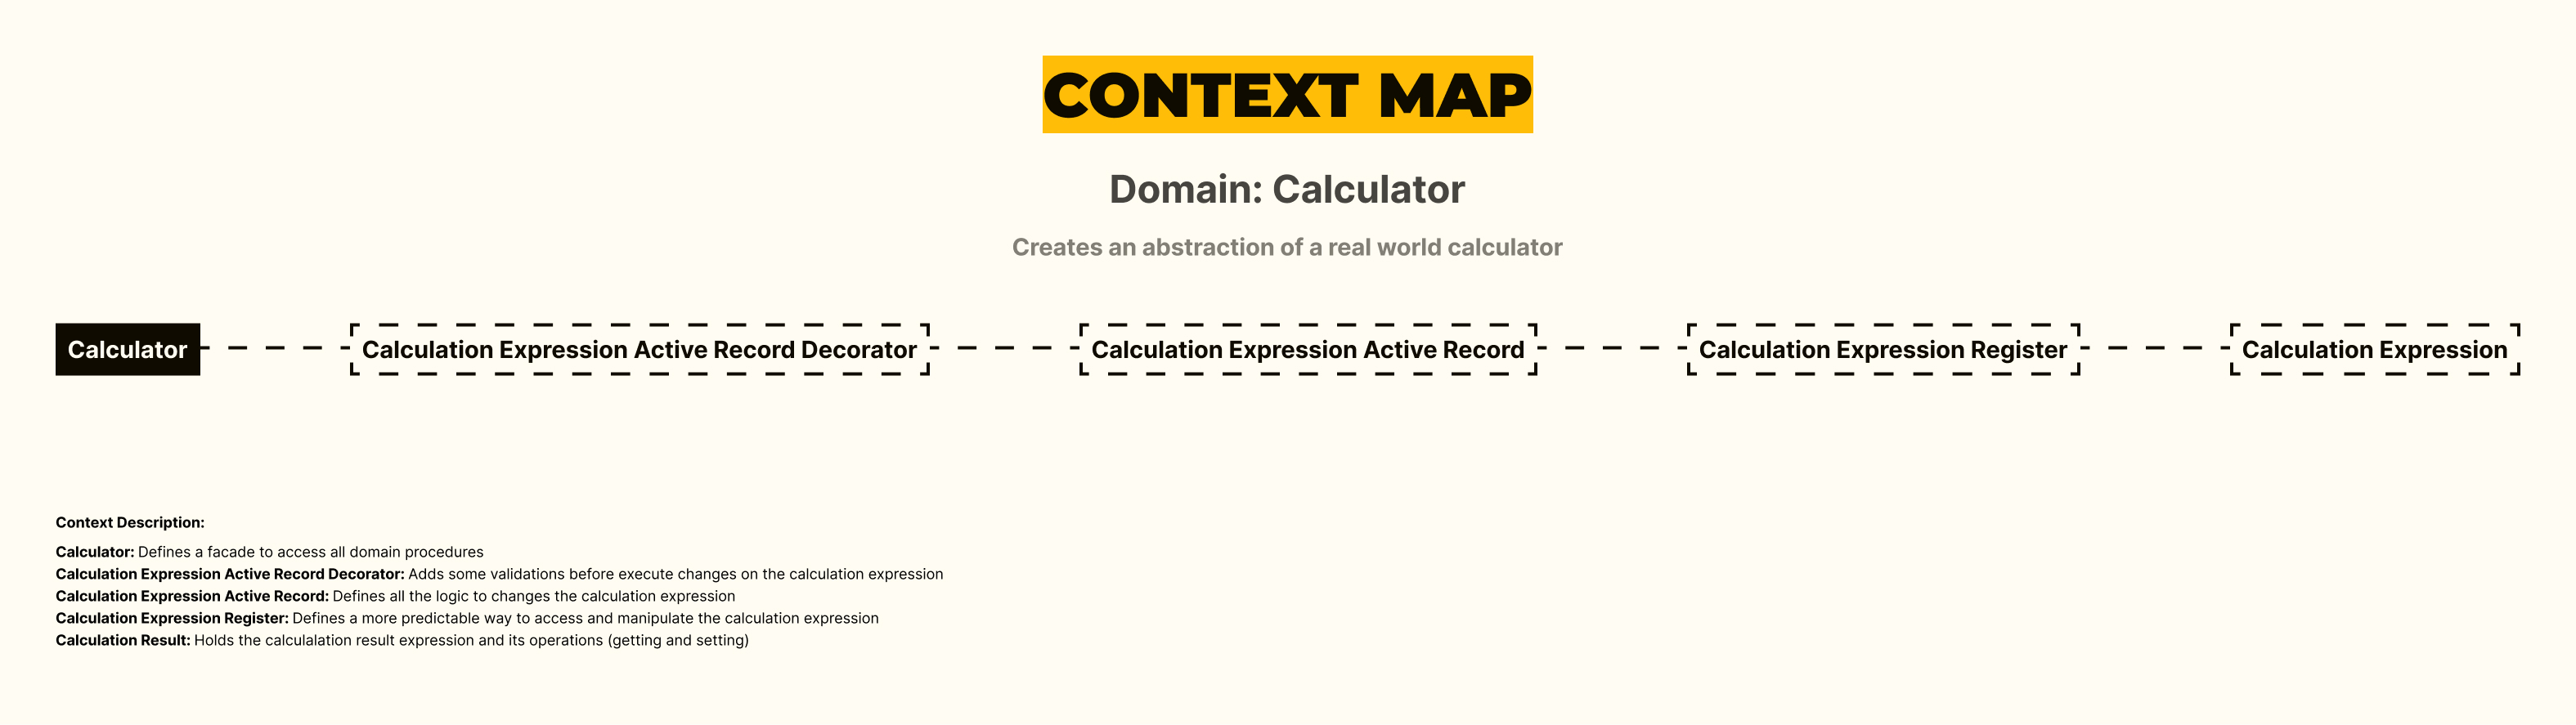 CONTEXT MAP
Domain: Calculator
Creates an abstraction of a real world calculator
Calculator
Calculation Expression Active Record Decorator
Calculation Expression Active Record
Calculation Expression Register
Calculation Expression
Context Description:
Calculator: Defines a facade to access all domain procedures
Calculation Expression Active Record Decorator: Adds some validations before execute changes on the calculation expression
Calculation Expression Active Record: Defines all the logic to changes the calculation expression
Calculation Expression Register: Defines a more predictable way to access and manipulate the calculation expression
Calculation Result: Holds the calculalation result expression and its operations (getting and setting)